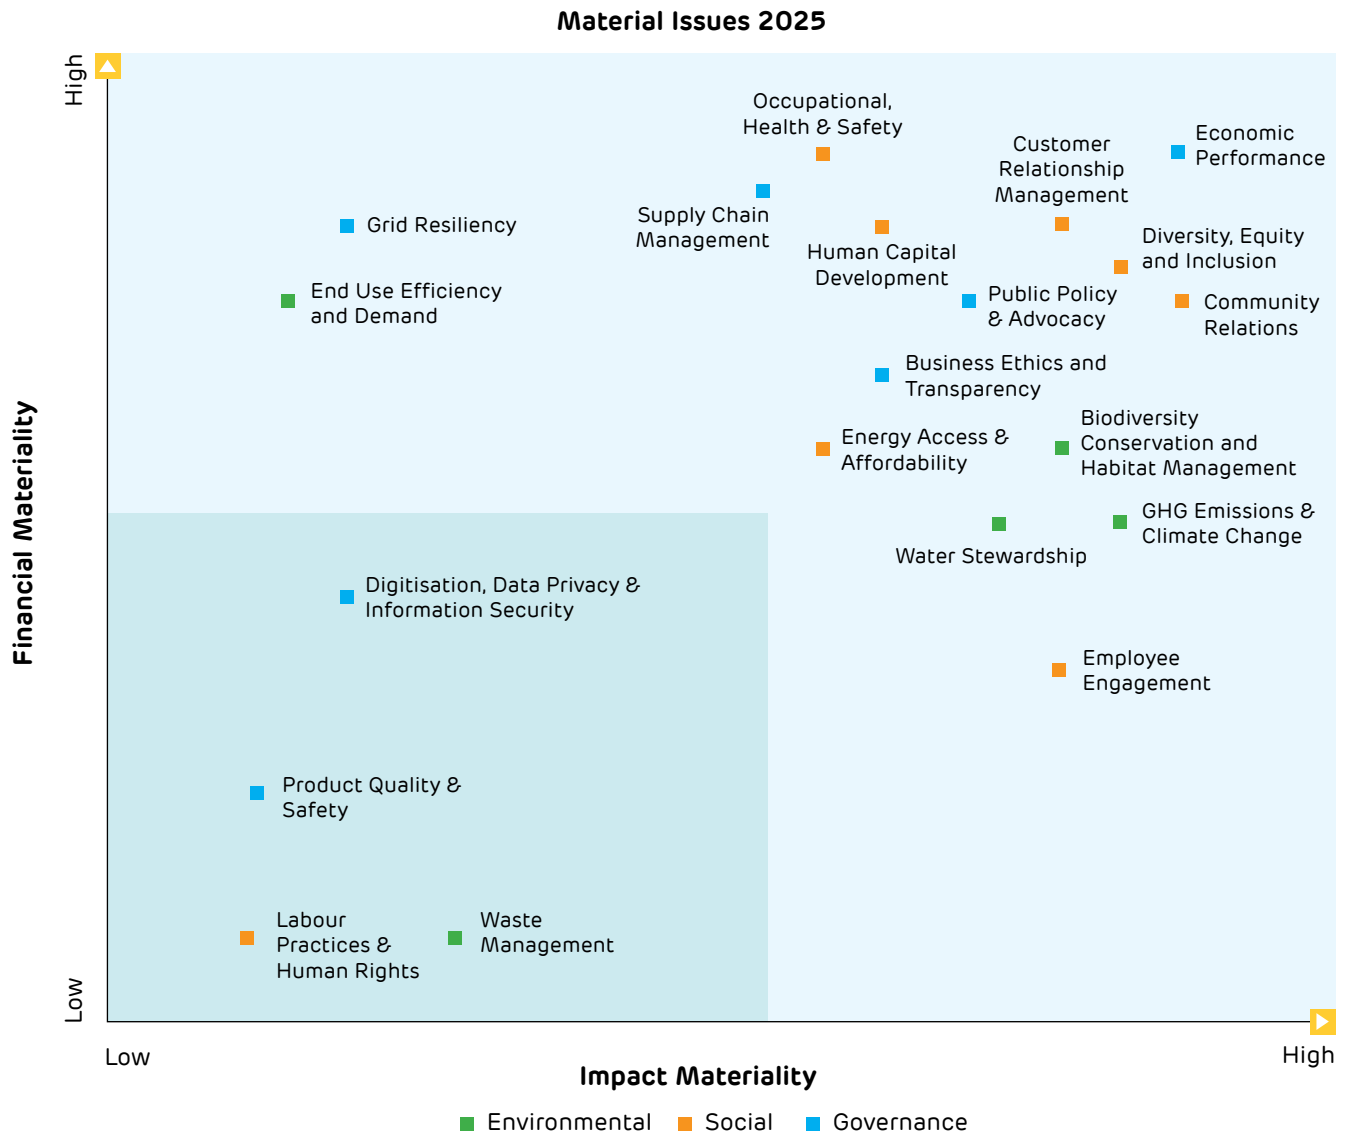 Material Issues 2025
High
Occupational,
Health & Safety
Economic
Performance
Customer
Relationship
Management
Supply Chain
Management
Grid Resiliency
Human Capital
Development
Diversity, Equity
and Inclusion
End Use Efficiency
and Demand
Public Policy
& Advocacy
Community
Relations
Business Ethics and
Transparency
Energy Access &
Affordability
Biodiversity
Conservation and
Habitat Management
GHG Emissions &
Climate Change
Water Stewardship
Financial Materiality
Digitisation, Data Privacy &
Information Security
Employee
Engagement
Product Quality &
Safety
Labour
Practices &
Human Rights
Waste
Management
Low
Low
High
Impact Materiality
Environmental
Social
Governance